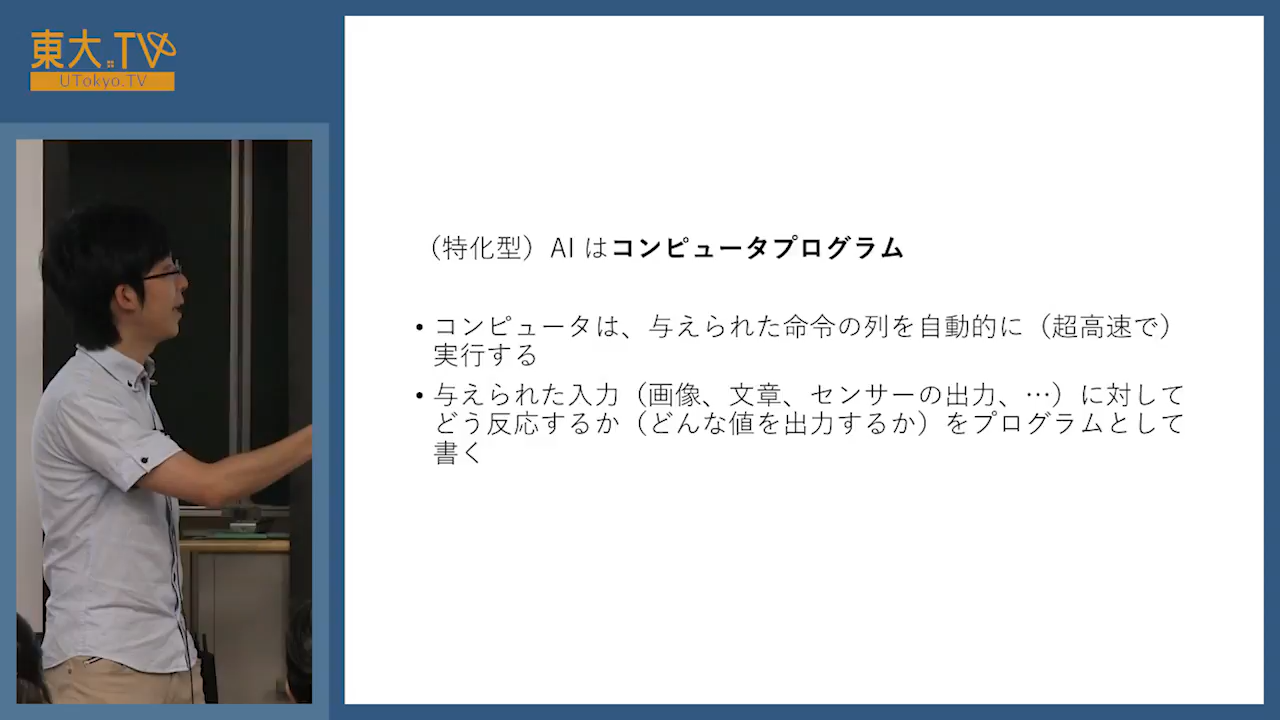 東大.TV
UTokyo.TV
（特化型）AI はコンピュータプログラム
• コンピュータは、与えられた命令の列を自動的に（超高速で）
実行する
• 与えられた入力（画像、文章、センサーの出力、…）に対して
どう反応するか（どんな値を出力するか）をプログラムとして
書く